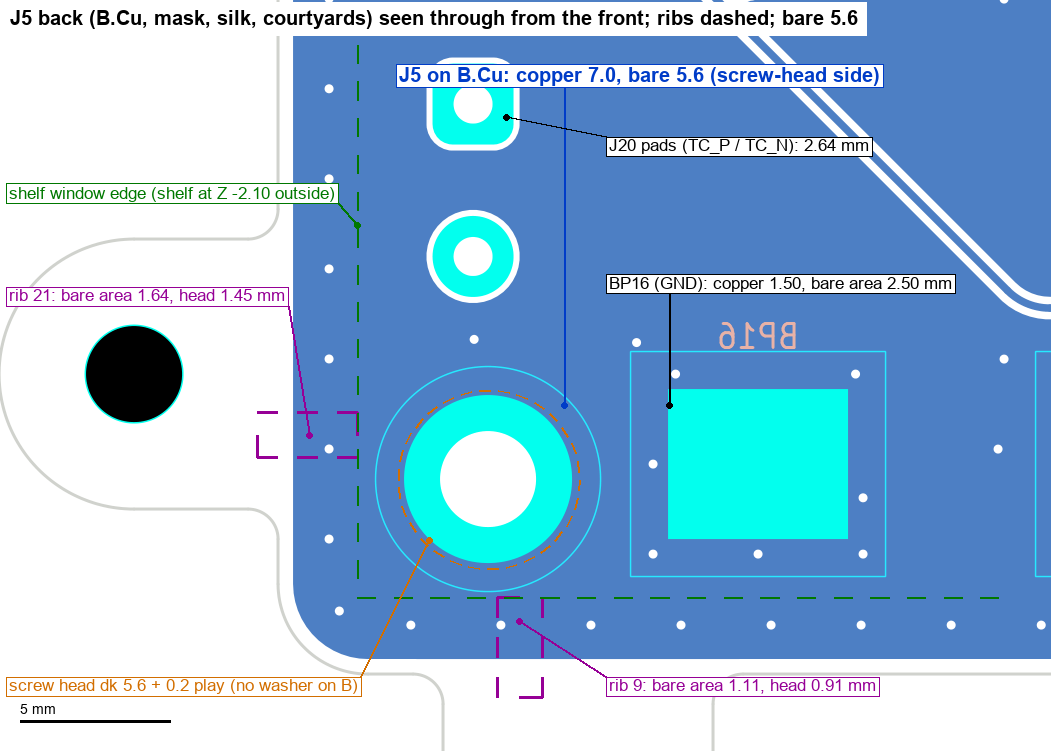 J5 back (B.Cu, mask, silk, courtyards) seen through from the front; ribs dashed; bare 5.6
J5 on B.Cu: copper 7.0, bare 5.6 (screw-head side)
J20 pads (TC_P / TC_N): 2.64 mm
shelf window edge (shelf at Z -2.10 outside)
rib 21: bare area 1.64, head 1.45 mm
BP16 (GND): copper 1.50, bare area 2.50 mm
BP16
screw head dk 5.6 + 0.2 play (no washer on B)
rib 9: bare area 1.11, head 0.91 mm
5 mm